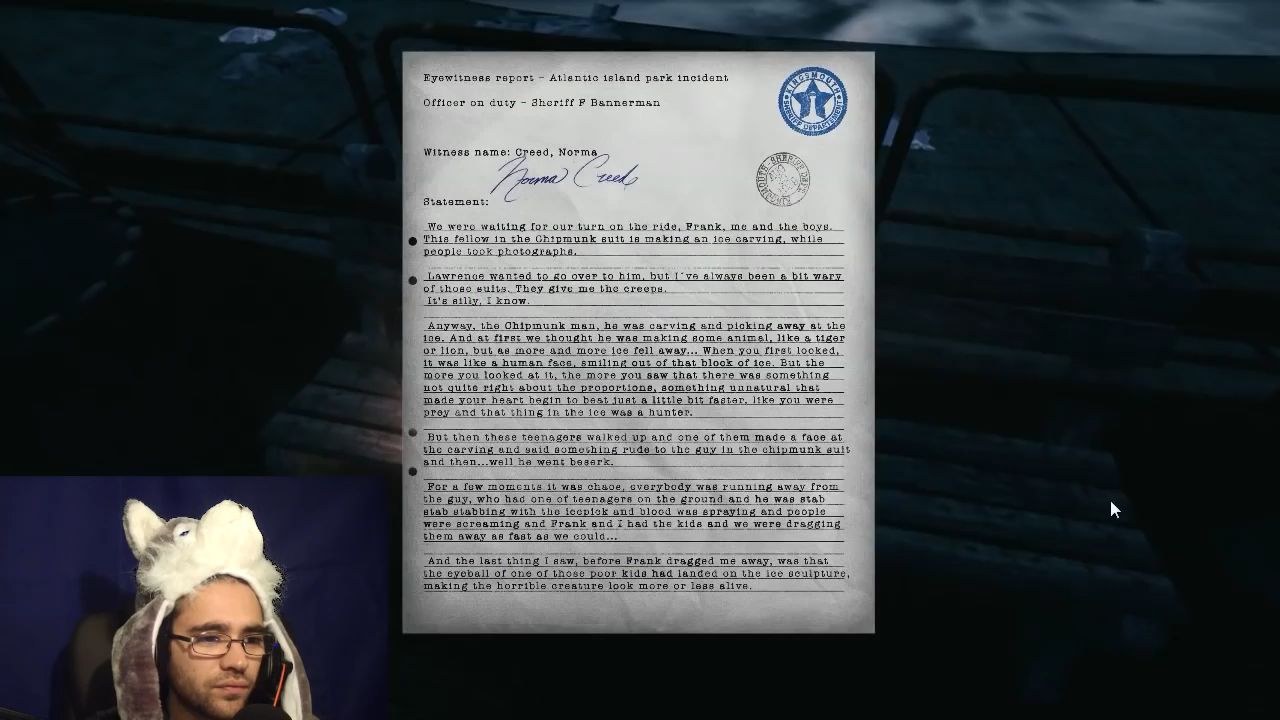 Eyewitness report - Atlantic island park incident
KINGSMOUTH
SHERIFF DEPARTMENT
Officer on duty - Sheriff F Bannerman
Witness name: Creed, Norma
Norma Creed
Statement:
We were waiting for our turn on the ride, Frank, me and the boys.
This fellow in the Chipmunk suit is making an ice carving, while
people took photographs.
Lawrence wanted to go over to him, but I've always been a bit wary
of those suits. They give me the creeps.
It's silly, I know.
Anyway, the Chipmunk man, he was carving and picking away at the
ice. And at first we thought he was making some animal, like a tiger
or lion, but as more and more ice fell away... When you first looked,
it was like a human face, smiling out of that block of ice. But the
more you looked at it, the more you saw that there was something
not quite right about the proportions, something unnatural that
made your heart begin to beat just a little bit faster. like you were
prey and that thing in the ice was a hunter.
But then these teenagers walked up and one of them made a face at
the carving and said something rude to the guy in the chipmunk suit
and then...well he went beserk.
For a few moments it was chaos, everybody was running away from
the guy, who had one of teenagers on the ground and he was stab
stab stabbing with the icepick and blood was spraying and people
were screaming and Frank and I had the kids and we were dragging
them away as fast as we could...
And the last thing I saw, before Frank dragged me away, was that
the eyeball of one of those poor kids had landed on the ice sculpture,
making the horrible creature look more or less alive.